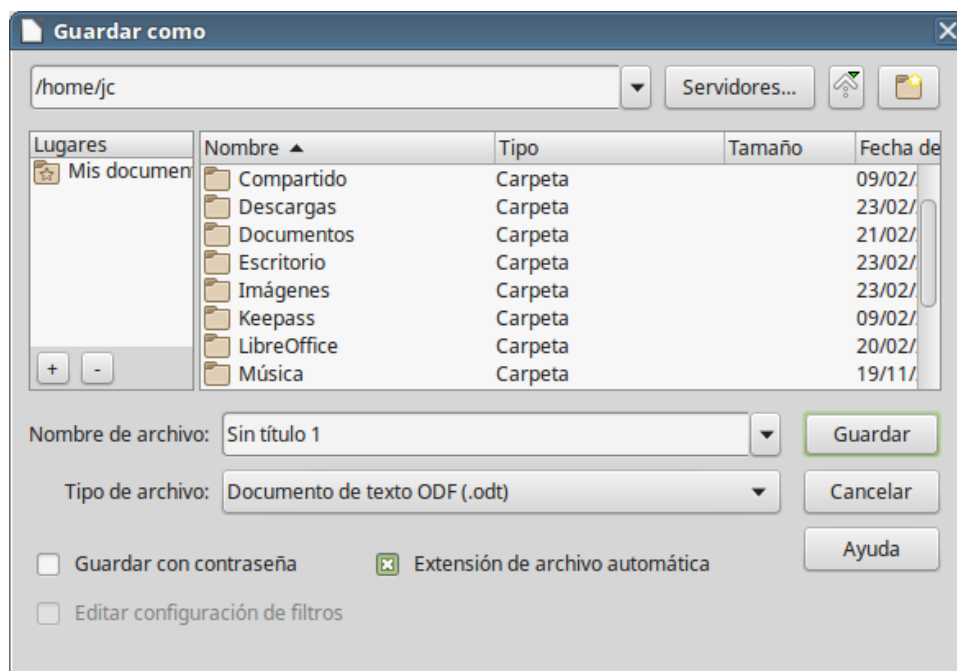 Guardar como
/home/jc
Servidores...
Lugares
Nombre Tipo Tamaño Fecha de
Mis documen
Compartido Carpeta 09/02/
Descargas Carpeta 23/02/
Documentos Carpeta 21/02/
Escritorio Carpeta 23/02/
Imágenes Carpeta 23/02/
Keepass Carpeta 09/02/
LibreOffice Carpeta 20/02/
Música Carpeta 19/11/
+ -
Nombre de archivo: Sin título 1 Guardar
Tipo de archivo: Documento de texto ODF (.odt) Cancelar
Ayuda
Guardar con contraseña Extensión de archivo automática
Editar configuración de filtros